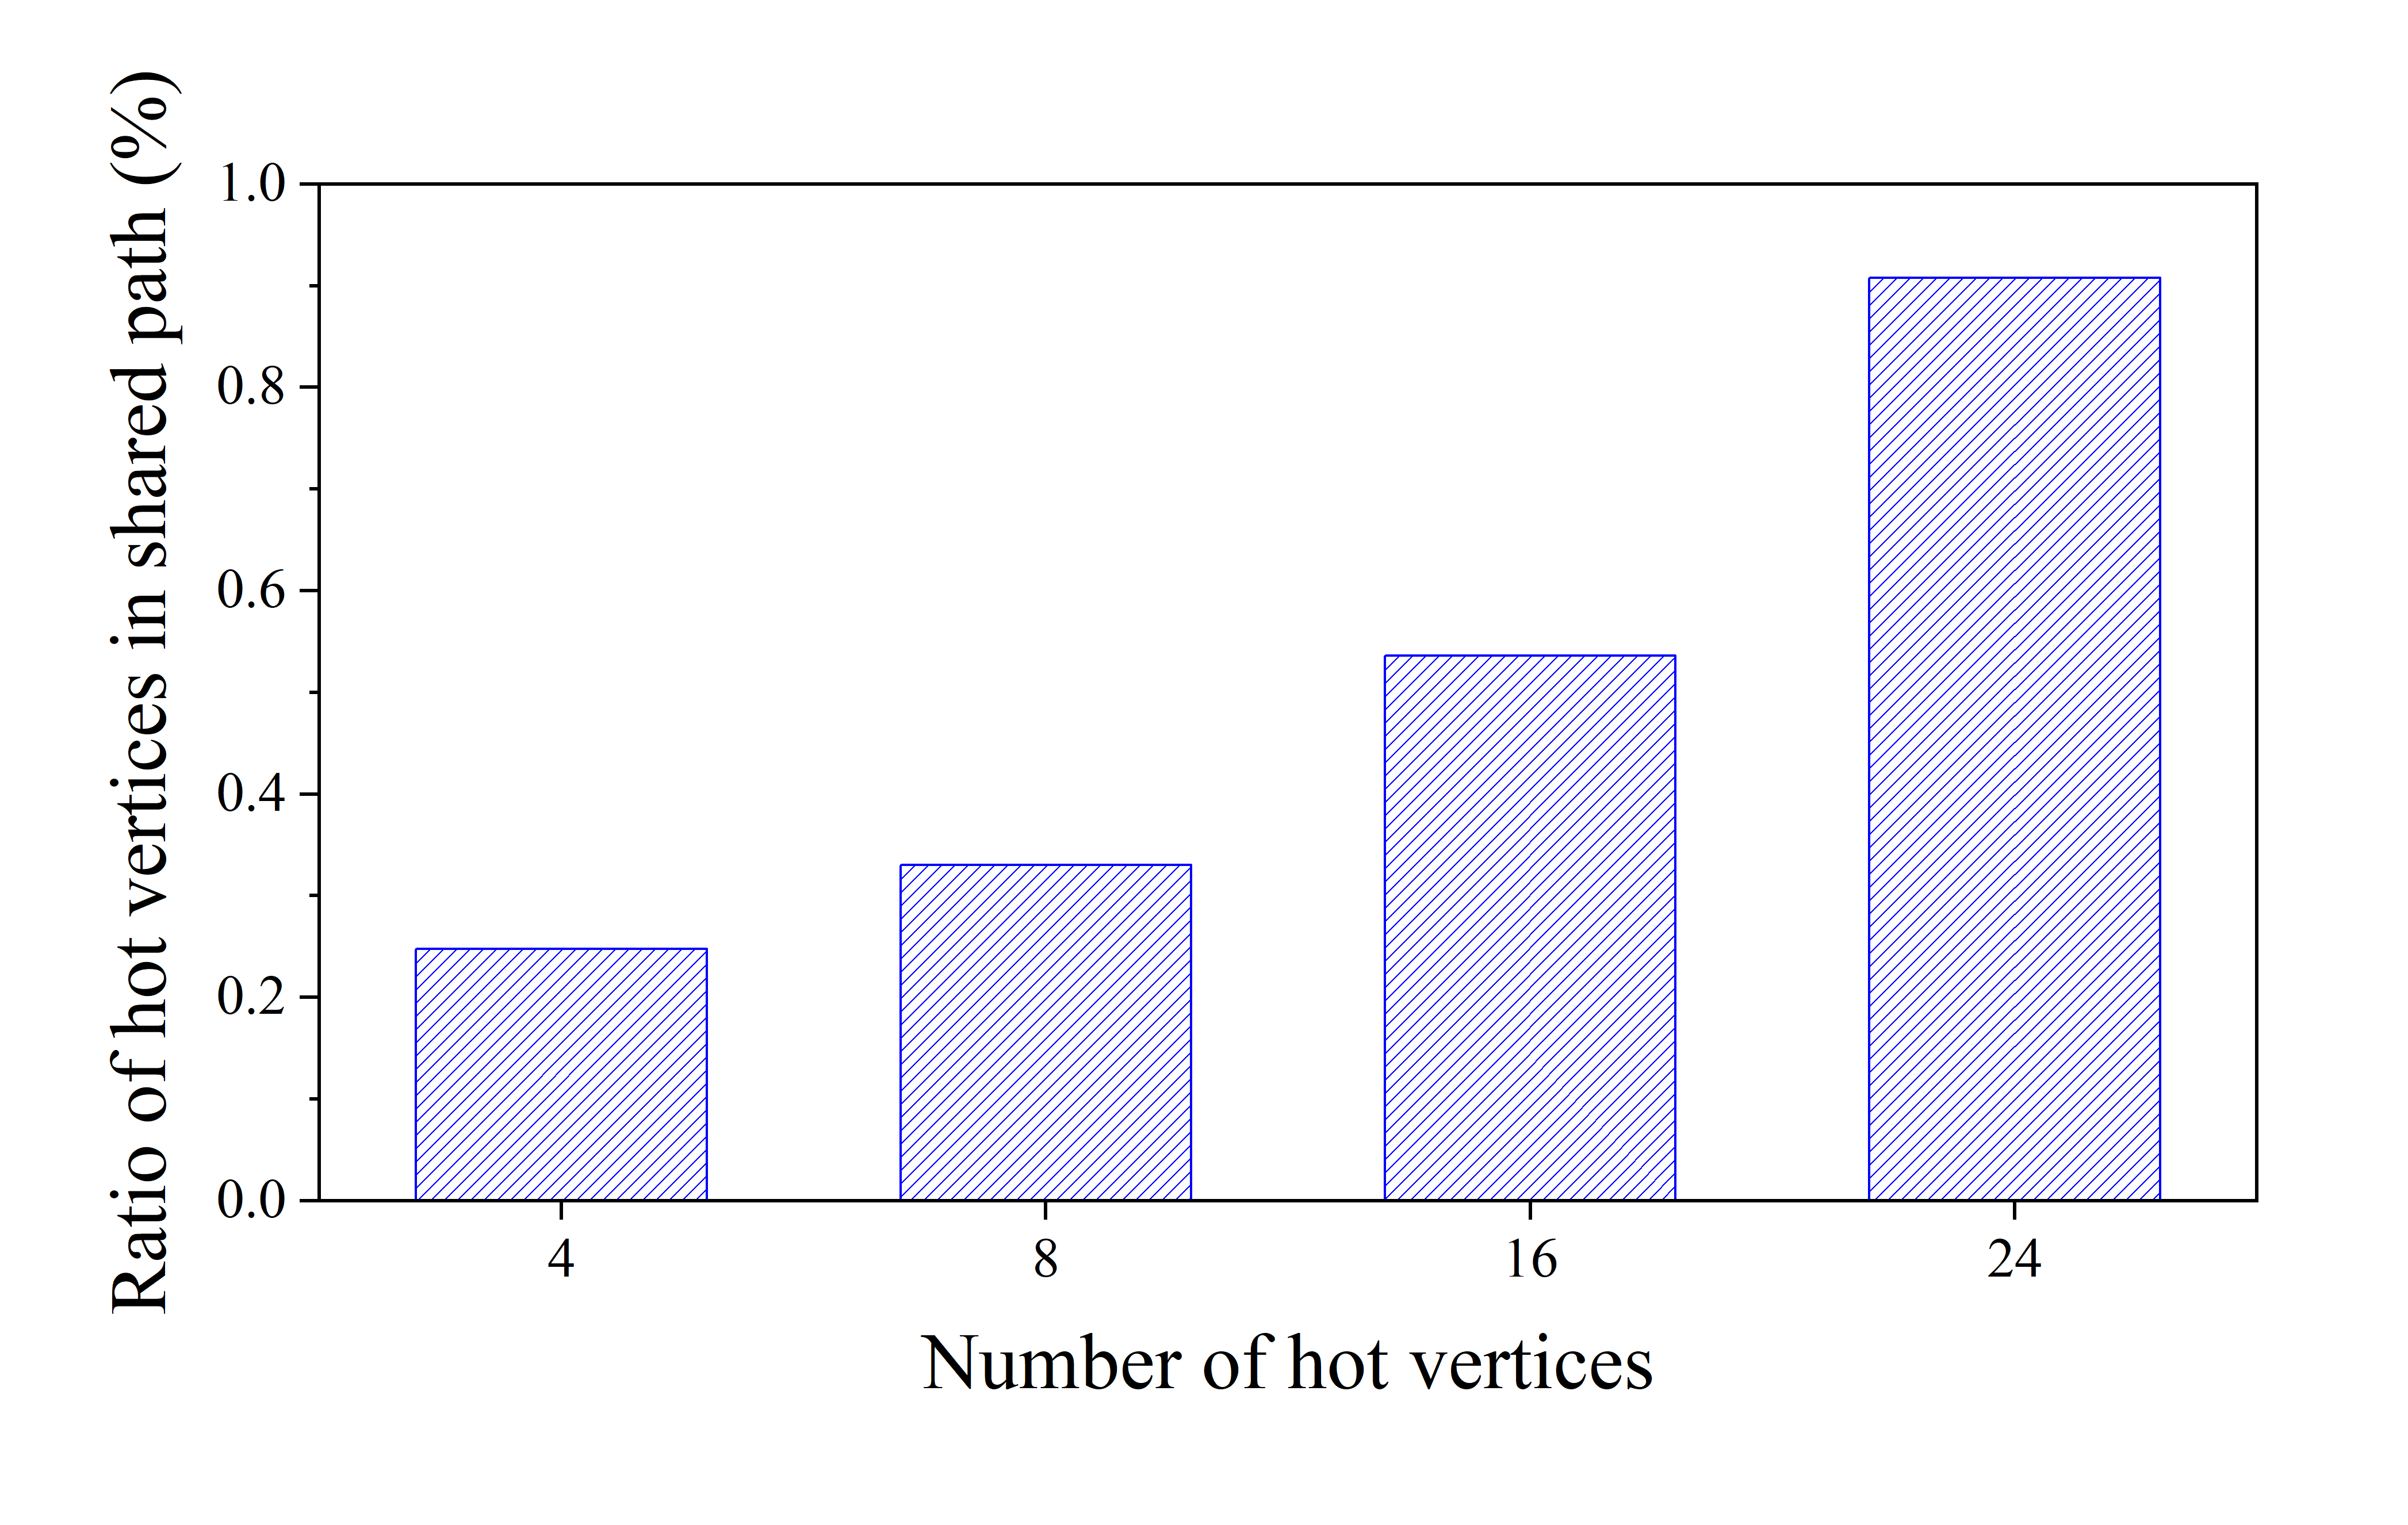 Ratio of hot vertices in shared path (%)
1.0
0.8
0.6
0.4
0.2
0.0
4 8 16 24
Number of hot vertices